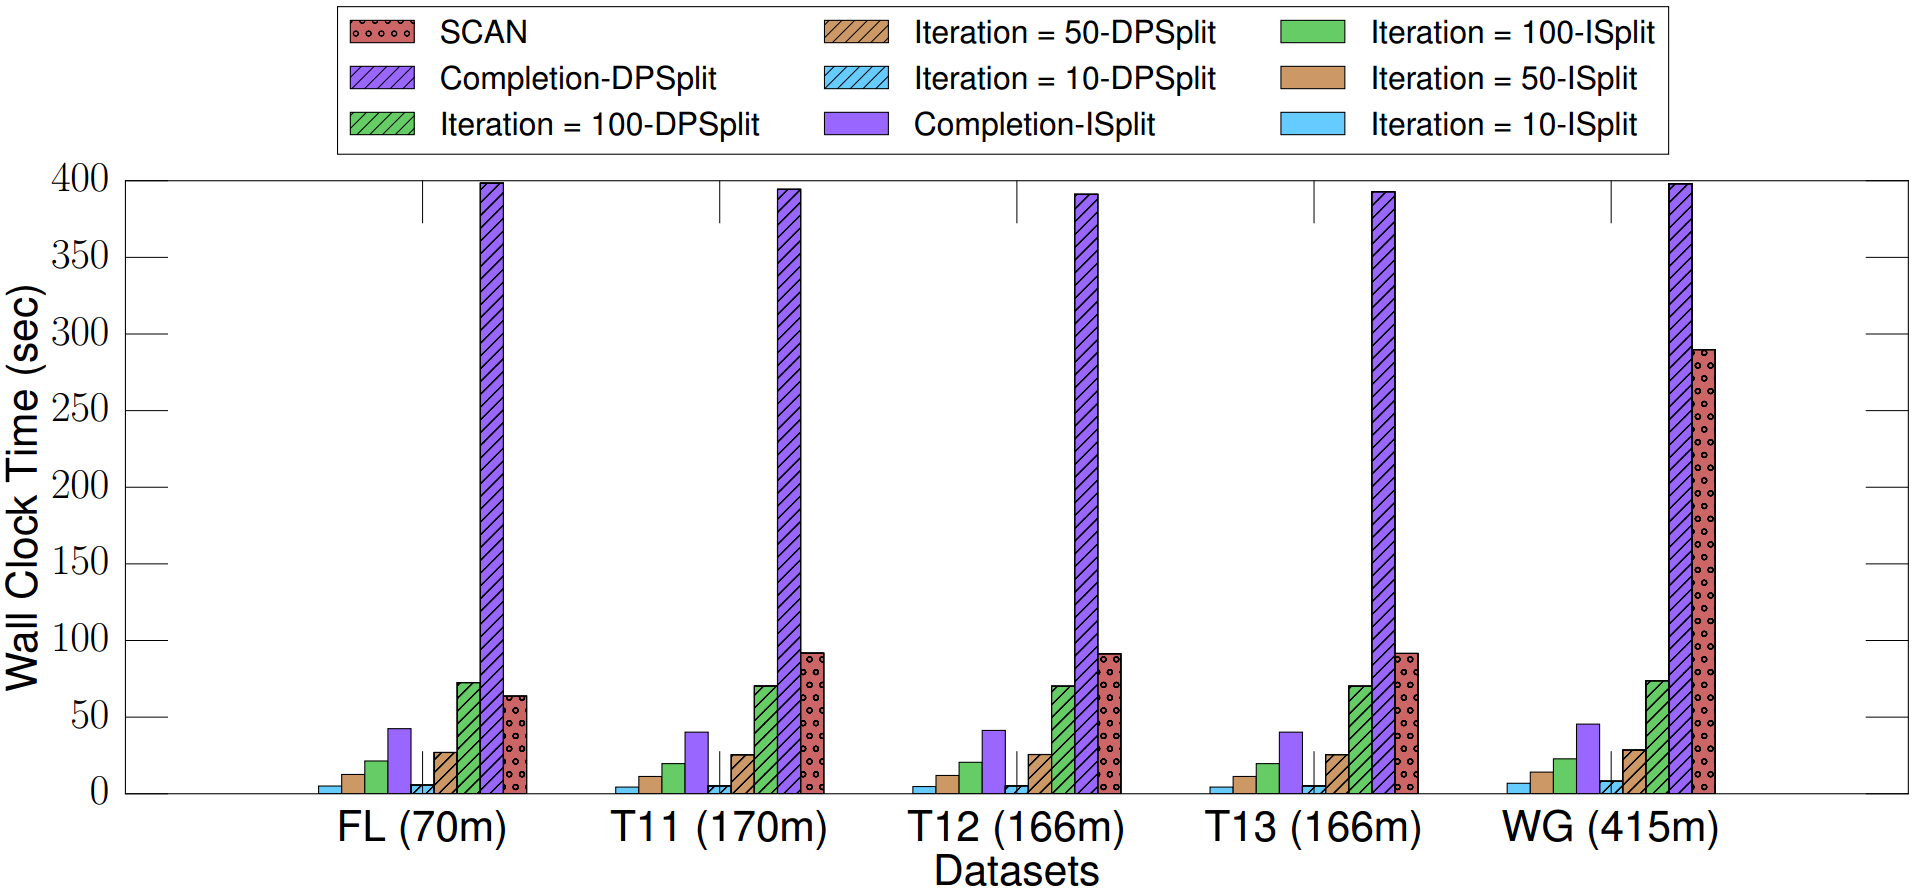 SCAN
Completion-DPSplit
Iteration = 100-DPSplit
Iteration = 50-DPSplit
Iteration = 10-DPSplit
Completion-ISplit
Iteration = 100-ISplit
Iteration = 50-ISplit
Iteration = 10-ISplit
Wall Clock Time (sec)
400
350
300
250
200
150
100
50
0
FL (70m)
T11 (170m)
T12 (166m)
T13 (166m)
WG (415m)
Datasets